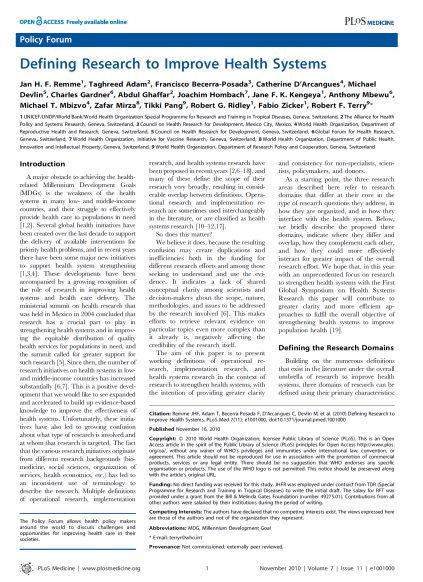 OPEN ACCESS Freely available online
PLoS MEDICINE
Policy Forum
Defining Research to Improve Health Systems
Jan H. F. Remme1, Taghreed Adam2, Francisco Becerra-Posada3, Catherine D'Arcangues4, Michael
Devlin5, Charles Gardner6, Abdul Ghaffar2, Joachim Hombach7, Jane F. K. Kengeya1, Anthony Mbewu6,
Michael T. Mbizvo4, Zafar Mirza8, Tikki Pang9, Robert G. Ridley1, Fabio Zicker1, Robert F. Terry9*
1 UNICEF/UNDP/World Bank/World Health Organization Special Programme for Research and Training in Tropical Diseases, Geneva, Switzerland, 2 The Alliance for Health
Policy and Systems Research, Geneva, Switzerland, 3 Council on Health Research for Development, Mexico City, Mexico, 4 World Health Organization, Department of
Reproductive Health and Research, Geneva, Switzerland, 5 Council on Health Research for Development, Geneva, Switzerland, 6 Global Forum for Health Research,
Geneva, Switzerland, 7 World Health Organization, Initiative for Vaccine Research, Geneva, Switzerland, 8 World Health Organization, Department of Public Health,
Innovation and Intellectual Property, Geneva, Switzerland, 9 World Health Organization, Department of Research Policy and Cooperation, Geneva, Switzerland
Introduction
A major obstacle to achieving the health-
related Millennium Development Goals
(MDGs) is the weakness of the health
systems in many low- and middle-income
countries, and their struggle to effectively
provide health care to populations in need
[1,2]. Several global health initiatives have
been created over the last decade to support
the delivery of available interventions for
priority health problems, and in recent years
there have been some major new initiatives
to support health system strengthening
[1,3,4]. These developments have been
accompanied by a growing recognition of
the role of research in improving health
systems and health care delivery. The
ministerial summit on health research that
was held in Mexico in 2004 concluded that
research has a crucial part to play in
strengthening health systems and in improv-
ing the equitable distribution of quality
health services for populations in need, and
the summit called for greater support for
such research [5]. Since then, the number of
research initiatives on health systems in low-
and middle-income countries has increased
substantially [6,7]. This is a positive devel-
opment that we would like to see expanded
and accelerated to build up evidence-based
knowledge to improve the effectiveness of
health systems. Unfortunately, these initia-
tives have also led to growing confusion
about what type of research is involved and
at whom that research is targeted. The fact
that the various research initiatives originate
from different research backgrounds (bio-
medicine, social sciences, organization of
services, health economics, etc.) has led to
an inconsistent use of terminology to
describe the research. Multiple definitions
of operational research, implementation
The Policy Forum allows health policy makers
around the world to discuss challenges and
opportunities for improving health care in their
societies.
research, and health systems research have
been proposed in recent years [2,6–18], and
many of these define the scope of their
research very broadly, resulting in consid-
erable overlap between definitions. Opera-
tional research and implementation re-
search are sometimes used interchangeably
in the literature, or are classified as health
systems research [10–12,17].
So does this matter?
We believe it does, because the resulting
confusion may create duplications and
inefficiencies both in the funding for
different research efforts and among those
seeking to understand and use the evi-
dence. It indicates a lack of shared
conceptual clarity among scientists and
decision-makers about the scope, nature,
methodologies, and issues to be addressed
by the research involved [6]. This makes
efforts to retrieve relevant evidence on
particular topics even more complex than
it already is, negatively affecting the
credibility of the research itself.
The aim of this paper is to present
working definitions of operational re-
search, implementation research, and
health systems research in the context of
research to strengthen health systems, with
the intention of providing greater clarity
and consistency for non-specialists, scien-
tists, policymakers, and donors.
As a starting point, the three research
areas described here refer to research
domains that differ at their core in the
type of research questions they address, in
how they are organized, and in how they
interface with the health system. Below,
we briefly describe the proposed three
domains, indicate where they differ and
overlap, how they complement each other,
and how they could more effectively
interact for greater impact of the overall
research effort. We hope that, in this year
with an unprecedented focus on research
to strengthen health systems with the First
Global Symposium on Health Systems
Research this paper will contribute to
greater clarity and more efficient ap-
proaches to fulfill the overall objective of
strengthening health systems to improve
population health [19].
Defining the Research Domains
Building on the numerous definitions
that exist in the literature under the overall
umbrella of research to improve health
systems, three domains of research can be
defined using their primary characteristics:
Citation: Remme JHF, Adam T, Becerra-Posada F, D'Arcangues C, Devlin M, et al. (2010) Defining Research to
Improve Health Systems. PLoS Med 7(11): e1001000. doi:10.1371/journal.pmed.1001000
Published November 16, 2010
Copyright: © 2010 World Health Organization; licensee Public Library of Science (PLoS). This is an Open
Access article in the spirit of the Public Library of Science (PLoS) principles for Open Access http://www.plos.
org/oa/, without any waiver of WHO's privileges and immunities under international law, convention, or
agreement. This article should not be reproduced for use in association with the promotion of commercial
products, services or any legal entity. There should be no suggestion that WHO endorses any specific
organisation or products. The use of the WHO logo is not permitted. This notice should be preserved along
with the article's original URL.
Funding: No direct funding was received for this study. JHFR was employed under contract from TDR (Special
Programme for Research and Training in Tropical Diseases) to write the initial draft. The salary for RFT was
provided under a grant from the Bill & Melinda Gates Foundation (number 49275.01). Contributions from all
other authors were salaried by their institutions during the period of writing.
Competing Interests: The authors have declared that no competing interests exist. The views expressed here
are those of the authors and not of the organization they represent.
Abbreviations: MDG, Millennium Development Goal
* E-mail: terryr@who.int
Provenance: Not commissioned; externally peer reviewed.
PLoS Medicine | www.plosmedicine.org
1
November 2010 | Volume 7 | Issue 11 | e1001000